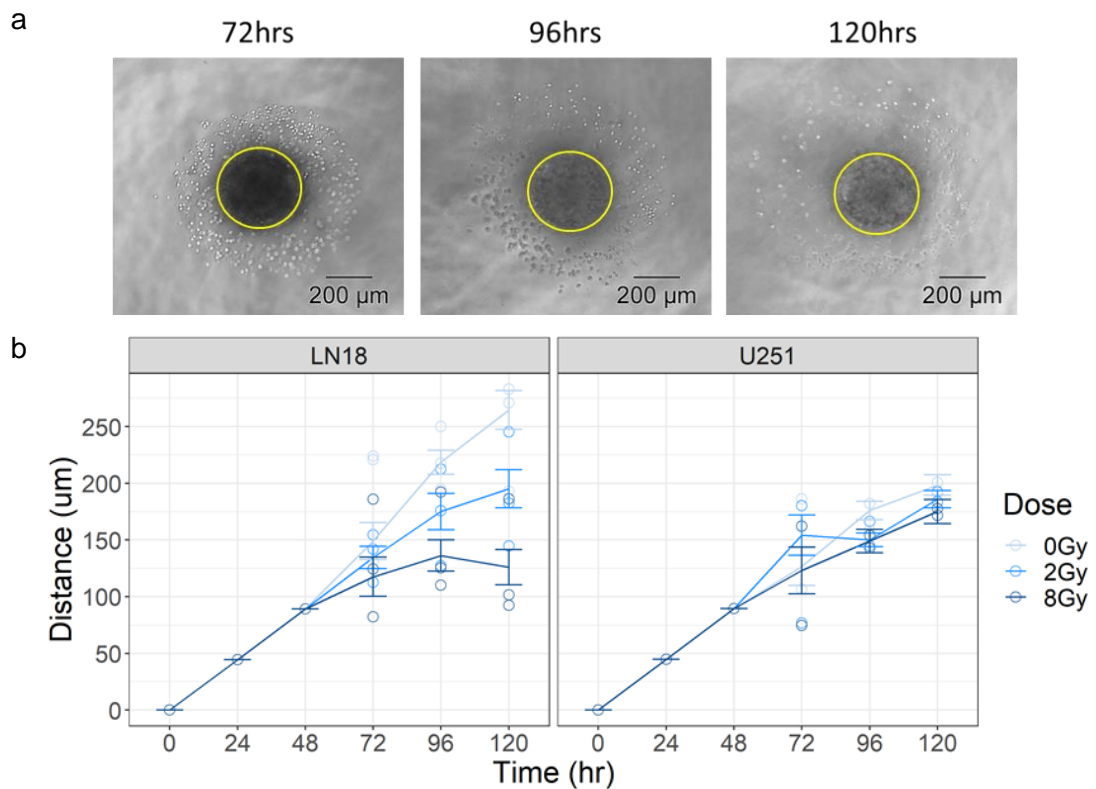 a
72hrs 96hrs 120hrs
200 µm 200 µm 200 µm
b
LN18 U251
Distance (um)
250
200
150
100
50
0
0 24 48 72 96 120 0 24 48 72 96 120
Time (hr)
Dose
0Gy
2Gy
8Gy